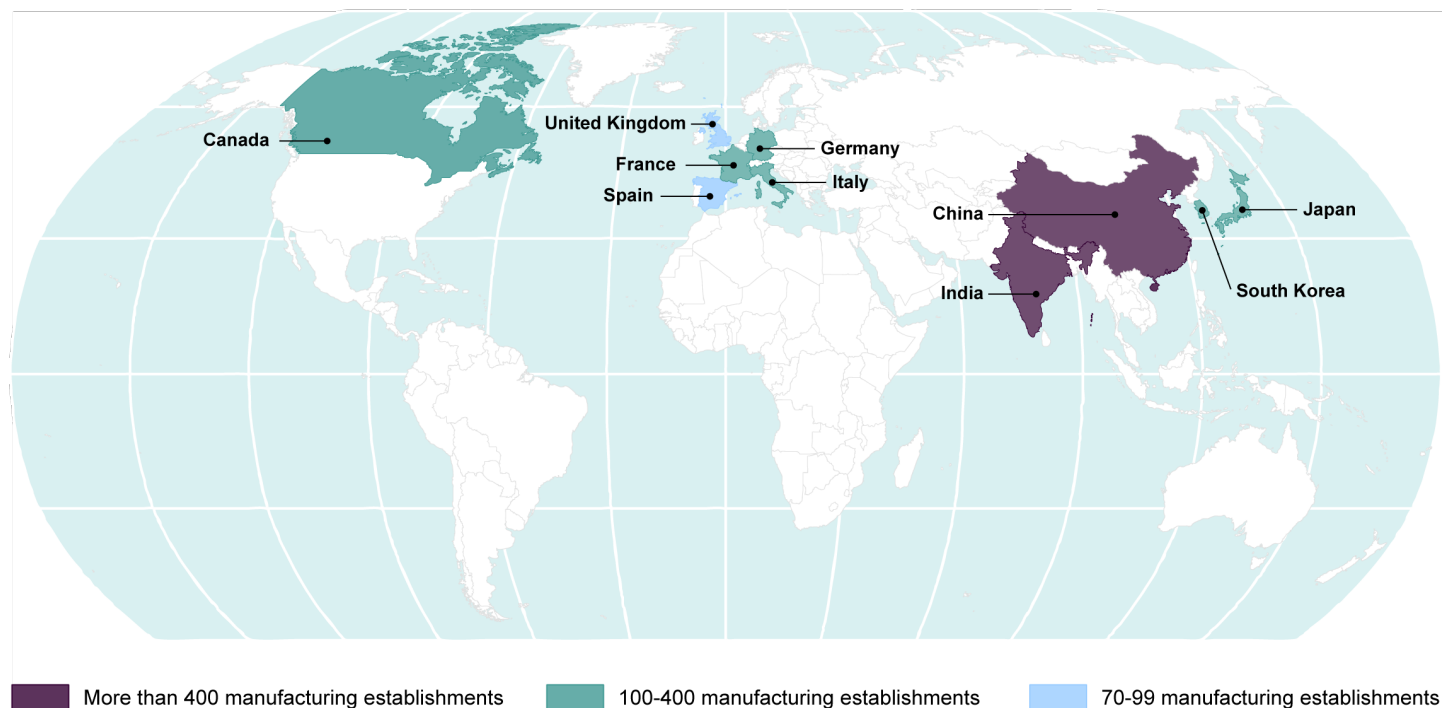 United Kingdom
Canada
Germany
France
Italy
Spain
China
Japan
India
South Korea
More than 400 manufacturing establishments
100-400 manufacturing establishments
70-99 manufacturing establishments